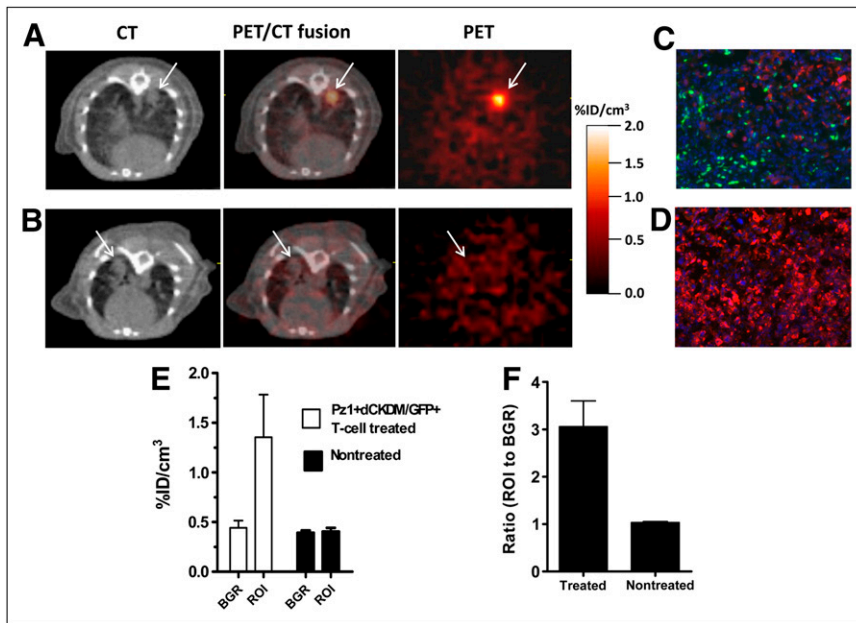 A
CT
PET/CT fusion
PET
C
%ID/cm³
2.0
1.5
1.0
0.5
0.0
B
D
E
%ID/cm³
2.0
1.5
1.0
0.5
0.0
BGR
ROI
BGR
ROI
Pz1+dCKDM/GFP+
T-cell treated
Nontreated
F
Ratio (ROI to BGR)
4
3
2
1
0
Treated
Nontreated